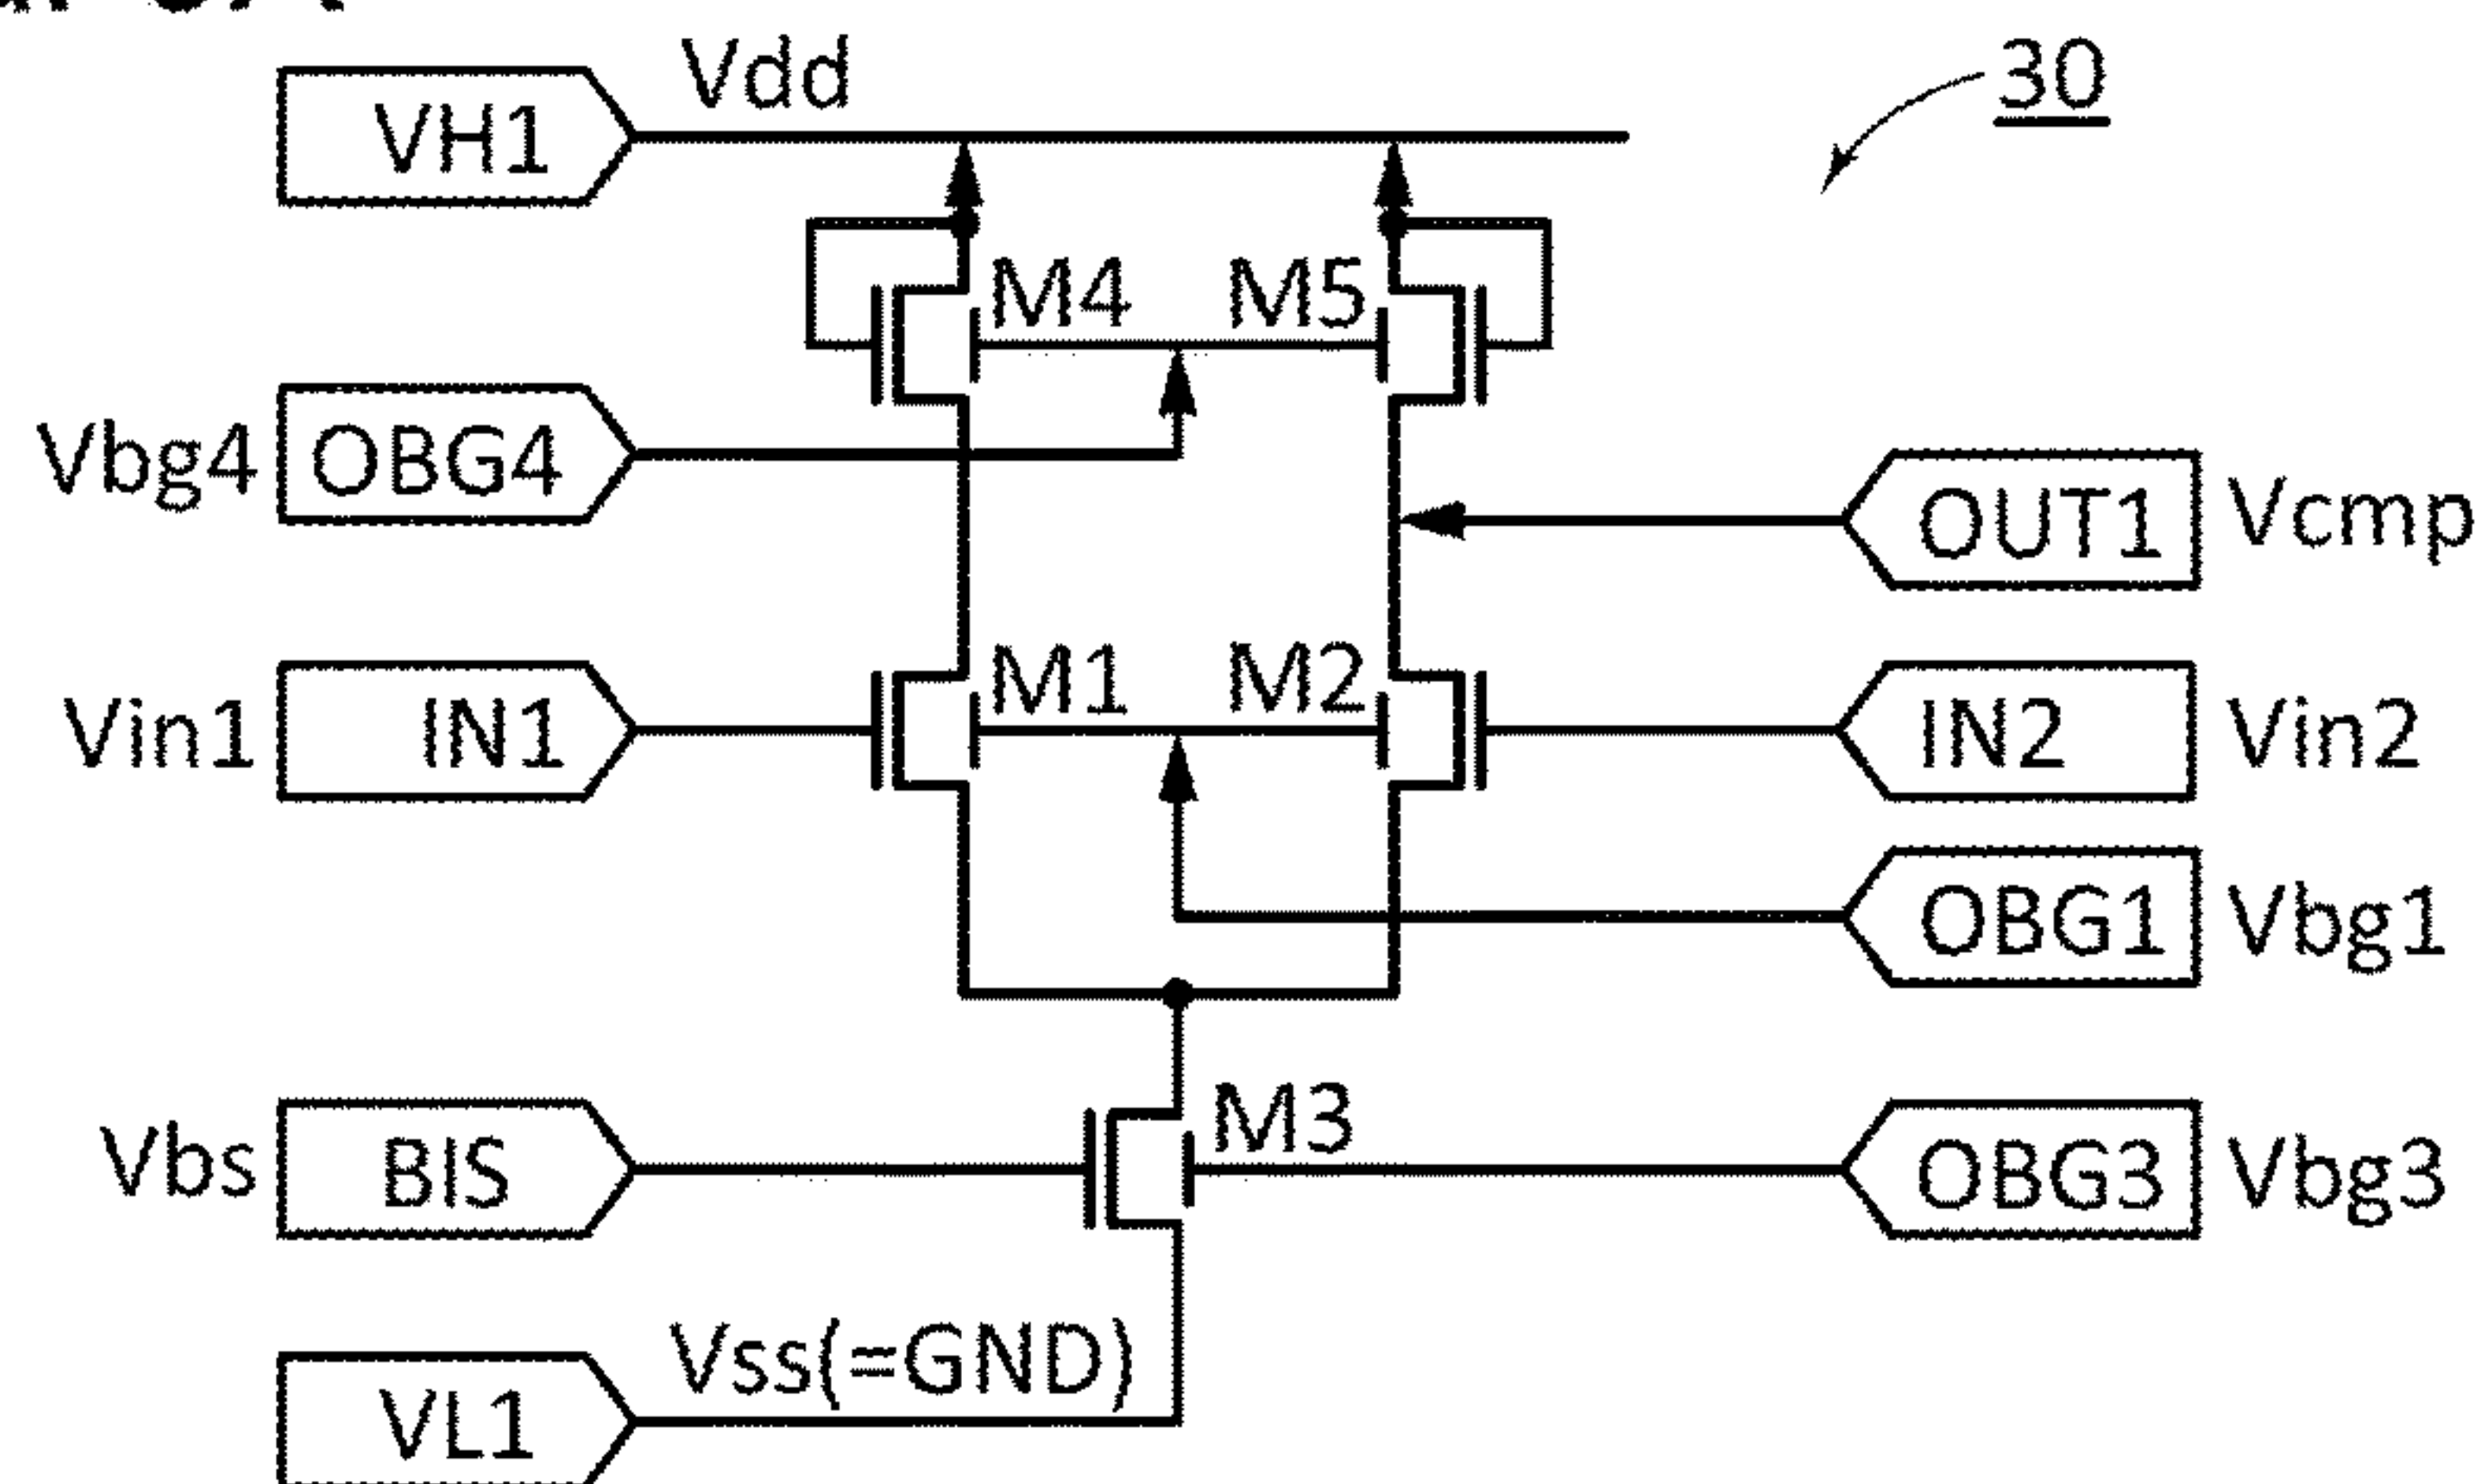 Vdd
30
VH1
M4 M5
Vbg4 OBG4
OUT1 Vcmp
M1 M2
Vin1 IN1
IN2 Vin2
OBG1 Vbg1
M3
Vbs BIS
OBG3 Vbg3
Vss(=GND)
VL1